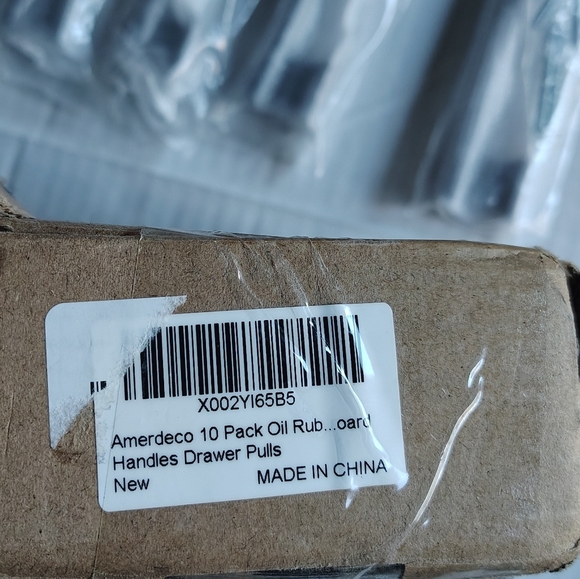 X002YI65B5
Amerdeco 10 Pack Oil Rub...oard
Handles Drawer Pulls
New MADE IN CHINA